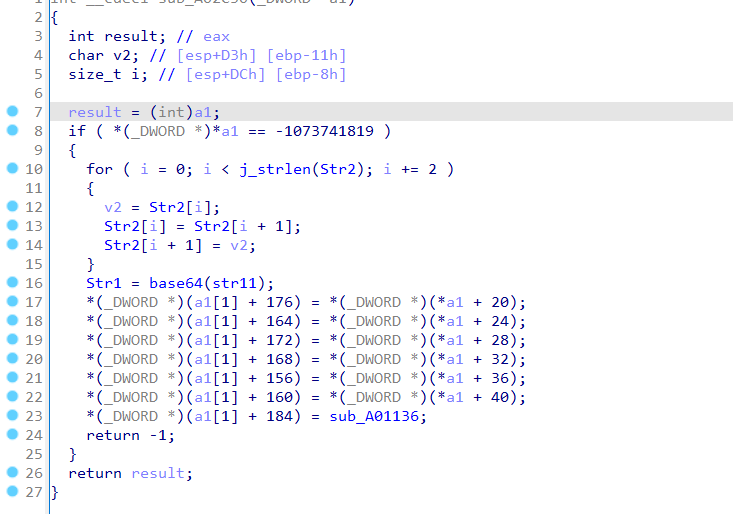 int __cdecl sub_A02C30(_DWORD *a1)
2 {
3 int result; // eax
4 char v2; // [esp+D3h] [ebp-11h]
5 size_t i; // [esp+DCh] [ebp-8h]
6
7 result = (int)a1;
8 if ( *(_DWORD *)*a1 == -1073741819 )
9 {
10 for ( i = 0; i < j_strlen(Str2); i += 2 )
11 {
12 v2 = Str2[i];
13 Str2[i] = Str2[i + 1];
14 Str2[i + 1] = v2;
15 }
16 Str1 = base64(str11);
17 *(_DWORD *)(a1[1] + 176) = *(_DWORD *)(*a1 + 20);
18 *(_DWORD *)(a1[1] + 164) = *(_DWORD *)(*a1 + 24);
19 *(_DWORD *)(a1[1] + 172) = *(_DWORD *)(*a1 + 28);
20 *(_DWORD *)(a1[1] + 168) = *(_DWORD *)(*a1 + 32);
21 *(_DWORD *)(a1[1] + 156) = *(_DWORD *)(*a1 + 36);
22 *(_DWORD *)(a1[1] + 160) = *(_DWORD *)(*a1 + 40);
23 *(_DWORD *)(a1[1] + 184) = sub_A01136;
24 return -1;
25 }
26 return result;
27 }